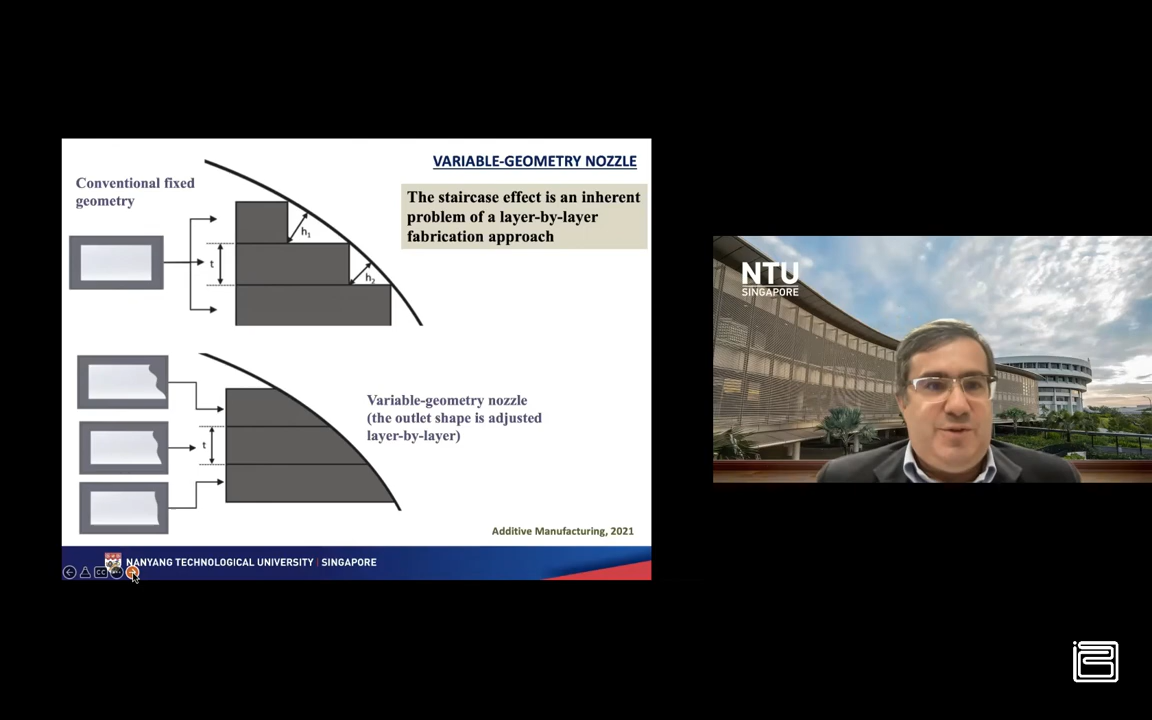 VARIABLE-GEOMETRY NOZZLE
Conventional fixed
geometry
The staircase effect is an inherent
problem of a layer-by-layer
fabrication approach
h1
t
h2
Variable-geometry nozzle
(the outlet shape is adjusted
layer-by-layer)
t
Additive Manufacturing, 2021
NANYANG TECHNOLOGICAL UNIVERSITY | SINGAPORE
CC
NTU
SINGAPORE